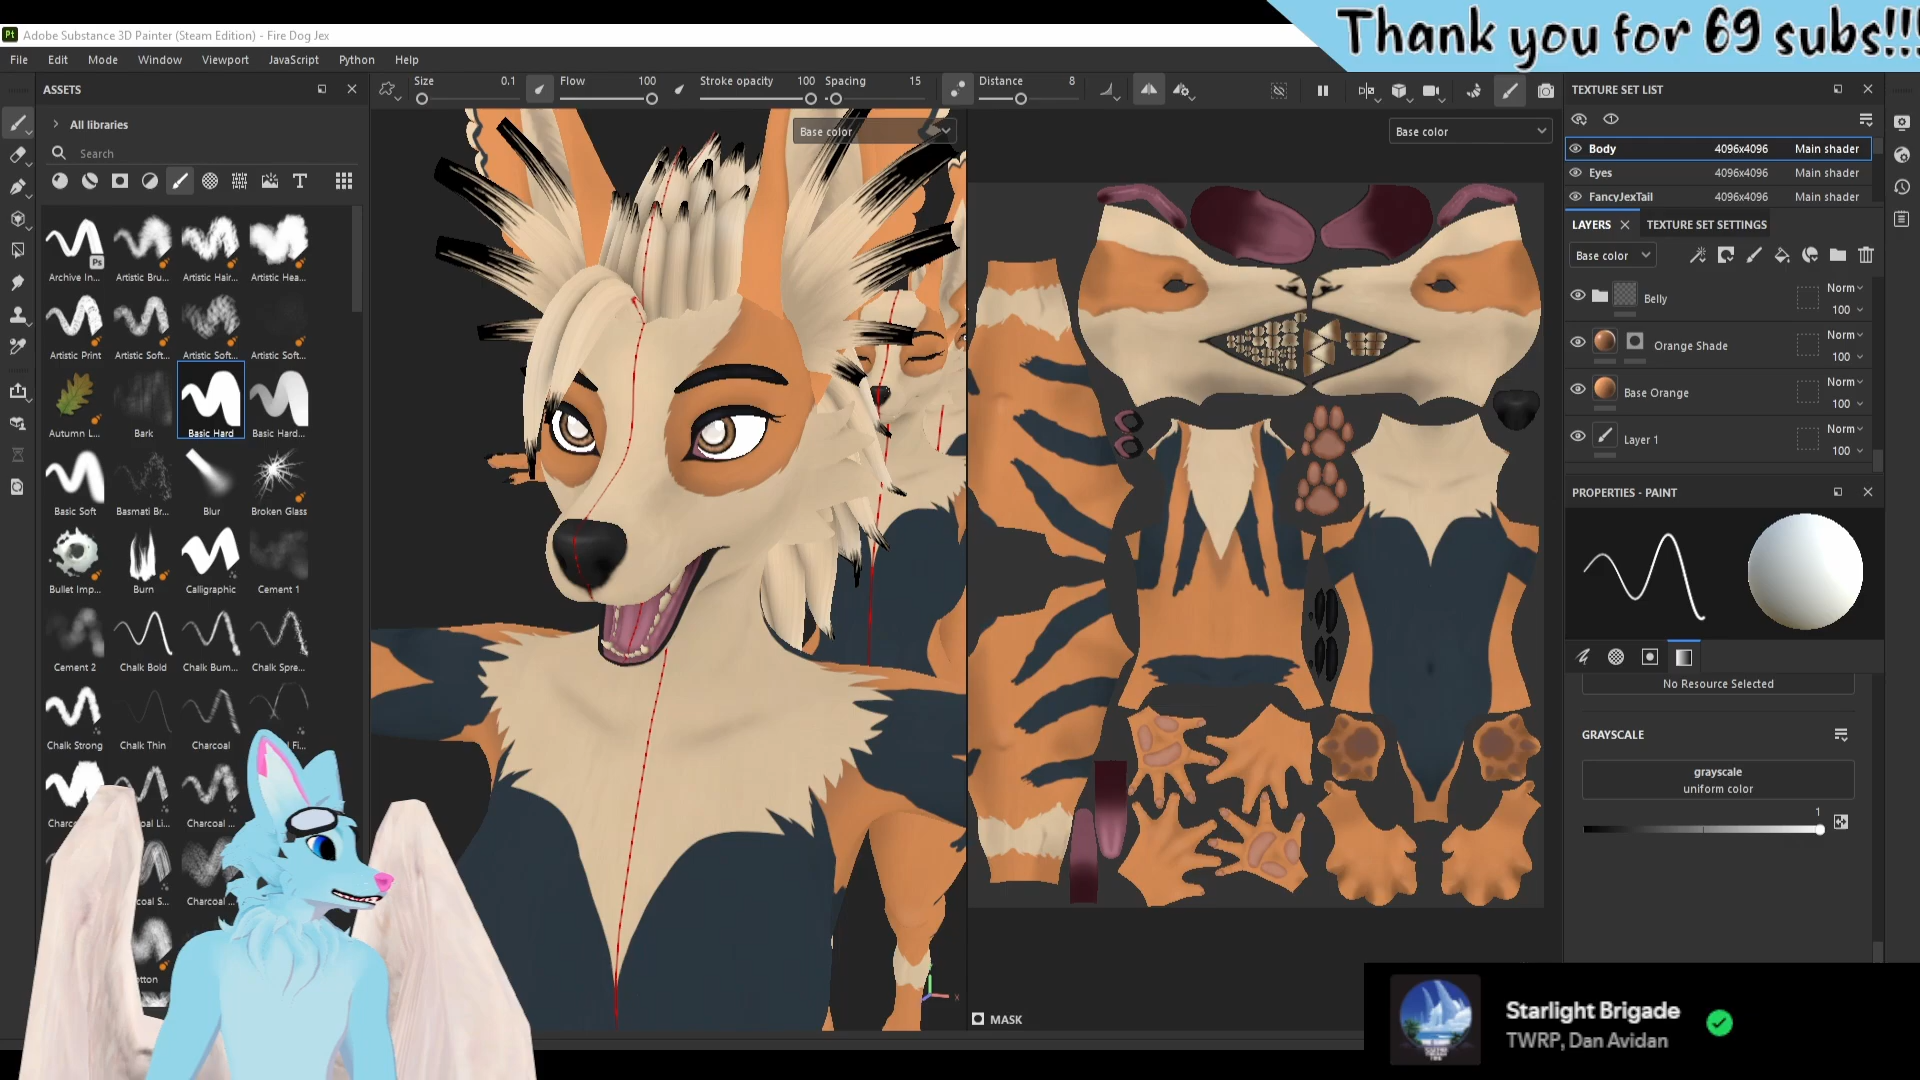 Thank you for 69 subs!!!
Adobe Substance 3D Painter (Steam Edition) - Fire Dog Jex
File Edit Mode Window Viewport JavaScript Python Help
Size 0.1 Flow 100 Stroke opacity 100 Spacing 15 Distance 8
ASSETS
All libraries
Search
Archive In... Artistic Bru... Artistic Hair... Artistic Hea...
Artistic Print Artistic Soft... Artistic Soft... Artistic Soft...
Autumn L... Bark Basic Hard Basic Hard...
Basic Soft Basmati Br... Blur Broken Glass
Bullet Imp... Burn Calligraphic Cement 1
Cement 2 Chalk Bold Chalk Bum... Chalk Spre...
Chalk Strong Chalk Thin Charcoal
Base color
Base color
MASK
TEXTURE SET LIST
Body 4096x4096 Main shader
Eyes 4096x4096 Main shader
FancyJexTail 4096x4096 Main shader
LAYERS TEXTURE SET SETTINGS
Base color
Belly Norm 100
Orange Shade Norm 100
Base Orange Norm 100
Layer 1 Norm 100
PROPERTIES - PAINT
No Resource Selected
GRAYSCALE
grayscale
uniform color
1
Starlight Brigade
TWRP, Dan Avidan